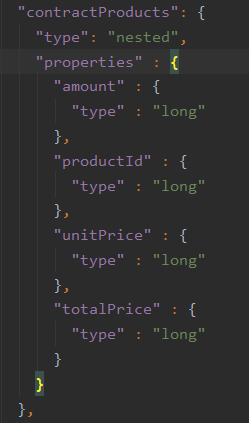 "contractProducts": {
"type": "nested",
"properties" : {
"amount" : {
"type" : "long"
},
"productId" : {
"type" : "long"
},
"unitPrice" : {
"type" : "long"
},
"totalPrice" : {
"type" : "long"
}
}
},